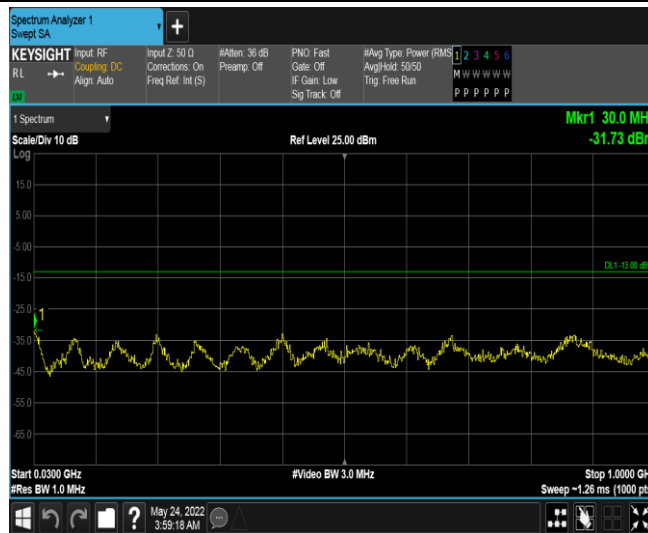 Spectrum Analyzer 1
Swept SA
+
KEYSIGHT Input: RF Input Z: 50 Ω #Atten: 36 dB PNO: Fast #Avg Type: Power (RMS 1 2 3 4 5 6
RL Coupling: DC Corrections: On Preamp: Off Gate: Off Avg|Hold: 50/50 M W W W W W
Align: Auto Freq Ref: Int (S) IF Gain: Low Trig: Free Run
Sig Track: Off P P P P P P
1 Spectrum Mkr1 30.0 MH
Scale/Div 10 dB Ref Level 25.00 dBm -31.73 dBr
Log
15.0
5.00
-5.00
DL1 -13.00 dB
-15.0
-25.0
1
-35.0
-45.0
-55.0
-65.0
Start 0.0300 GHz #Video BW 3.0 MHz Stop 1.0000 GH
#Res BW 1.0 MHz Sweep ~1.26 ms (1000 pt
? May 24, 2022
3:59:18 AM